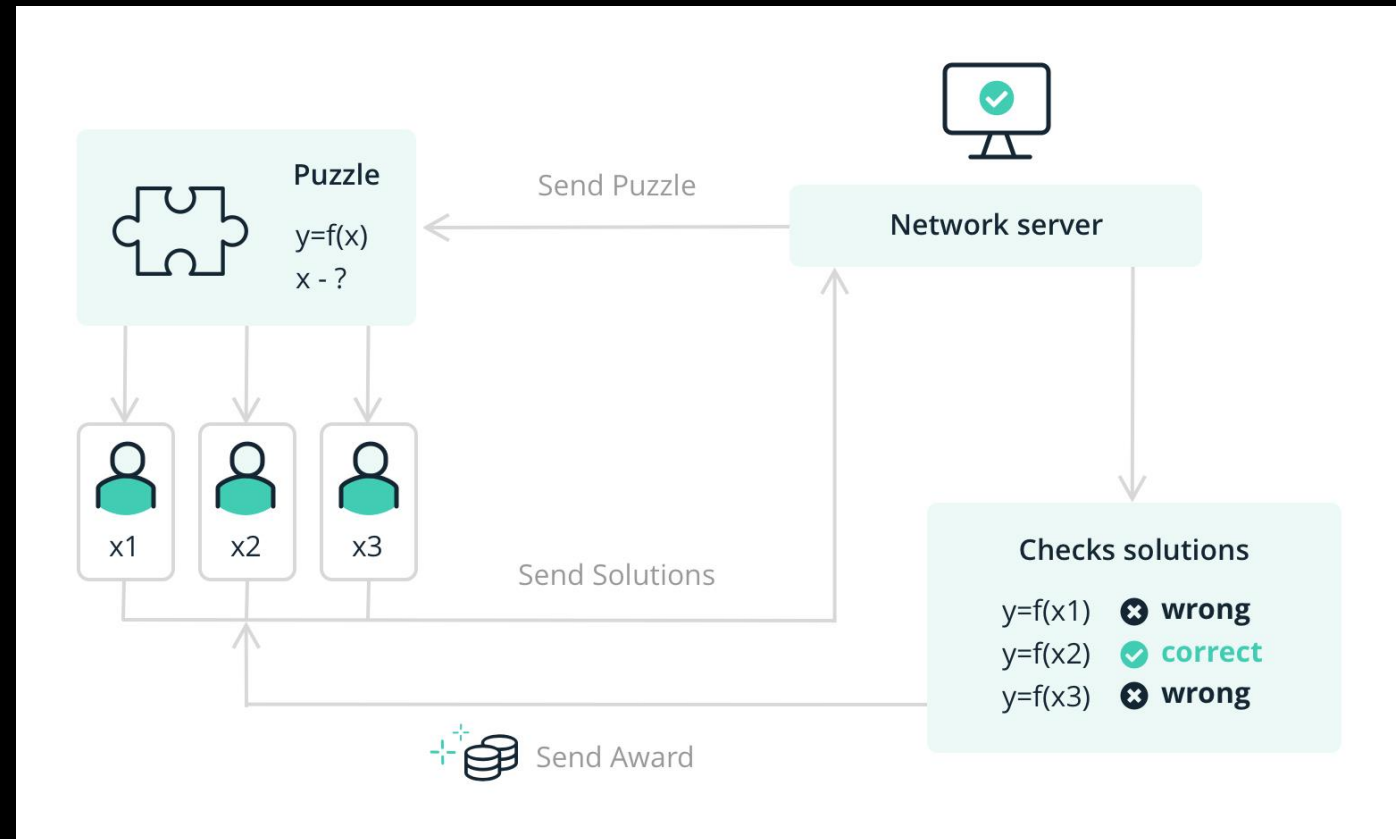 Puzzle
y=f(x)
x - ?
Send Puzzle
Network server
x1
x2
x3
Send Solutions
Checks solutions
y=f(x1) wrong
y=f(x2) correct
y=f(x3) wrong
Send Award